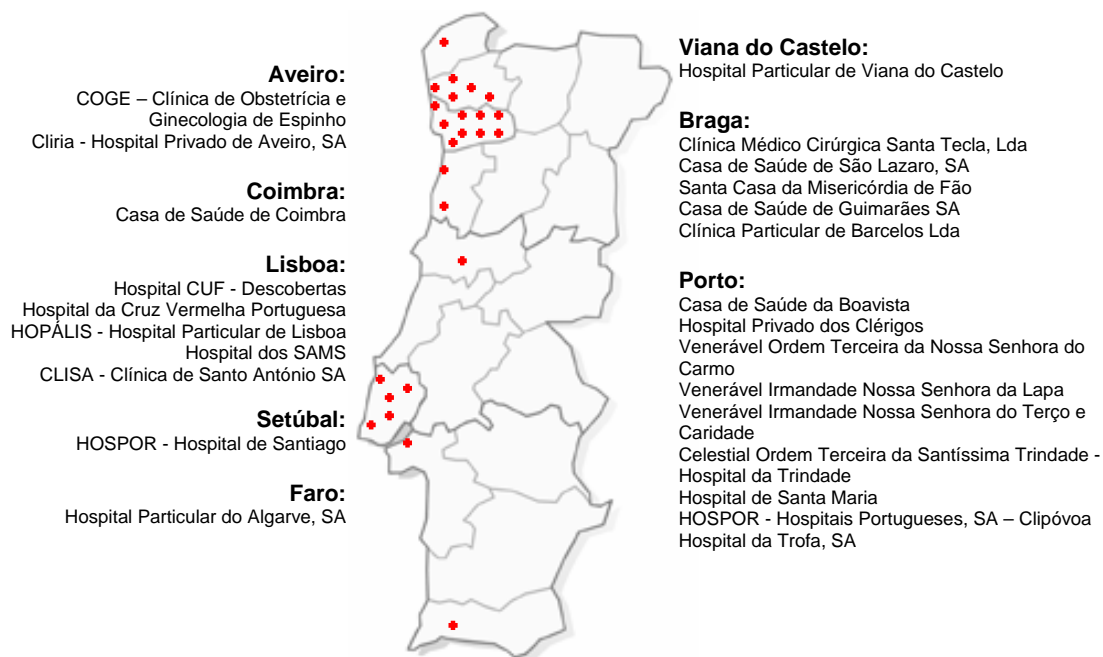 Aveiro:
COGE – Clínica de Obstetrícia e
Ginecologia de Espinho
Cliria - Hospital Privado de Aveiro, SA
Coimbra:
Casa de Saúde de Coimbra
Lisboa:
Hospital CUF - Descobertas
Hospital da Cruz Vermelha Portuguesa
HOPÁLIS - Hospital Particular de Lisboa
Hospital dos SAMS
CLISA - Clínica de Santo António SA
Setúbal:
HOSPOR - Hospital de Santiago
Faro:
Hospital Particular do Algarve, SA
Viana do Castelo:
Hospital Particular de Viana do Castelo
Braga:
Clínica Médico Cirúrgica Santa Tecla, Lda
Casa de Saúde de São Lazaro, SA
Santa Casa da Misericórdia de Fão
Casa de Saúde de Guimarães SA
Clínica Particular de Barcelos Lda
Porto:
Casa de Saúde da Boavista
Hospital Privado dos Clérigos
Venerável Ordem Terceira da Nossa Senhora do
Carmo
Venerável Irmandade Nossa Senhora da Lapa
Venerável Irmandade Nossa Senhora do Terço e
Caridade
Celestial Ordem Terceira da Santíssima Trindade -
Hospital da Trindade
Hospital de Santa Maria
HOSPOR - Hospitais Portugueses, SA – Clipóvoa
Hospital da Trofa, SA